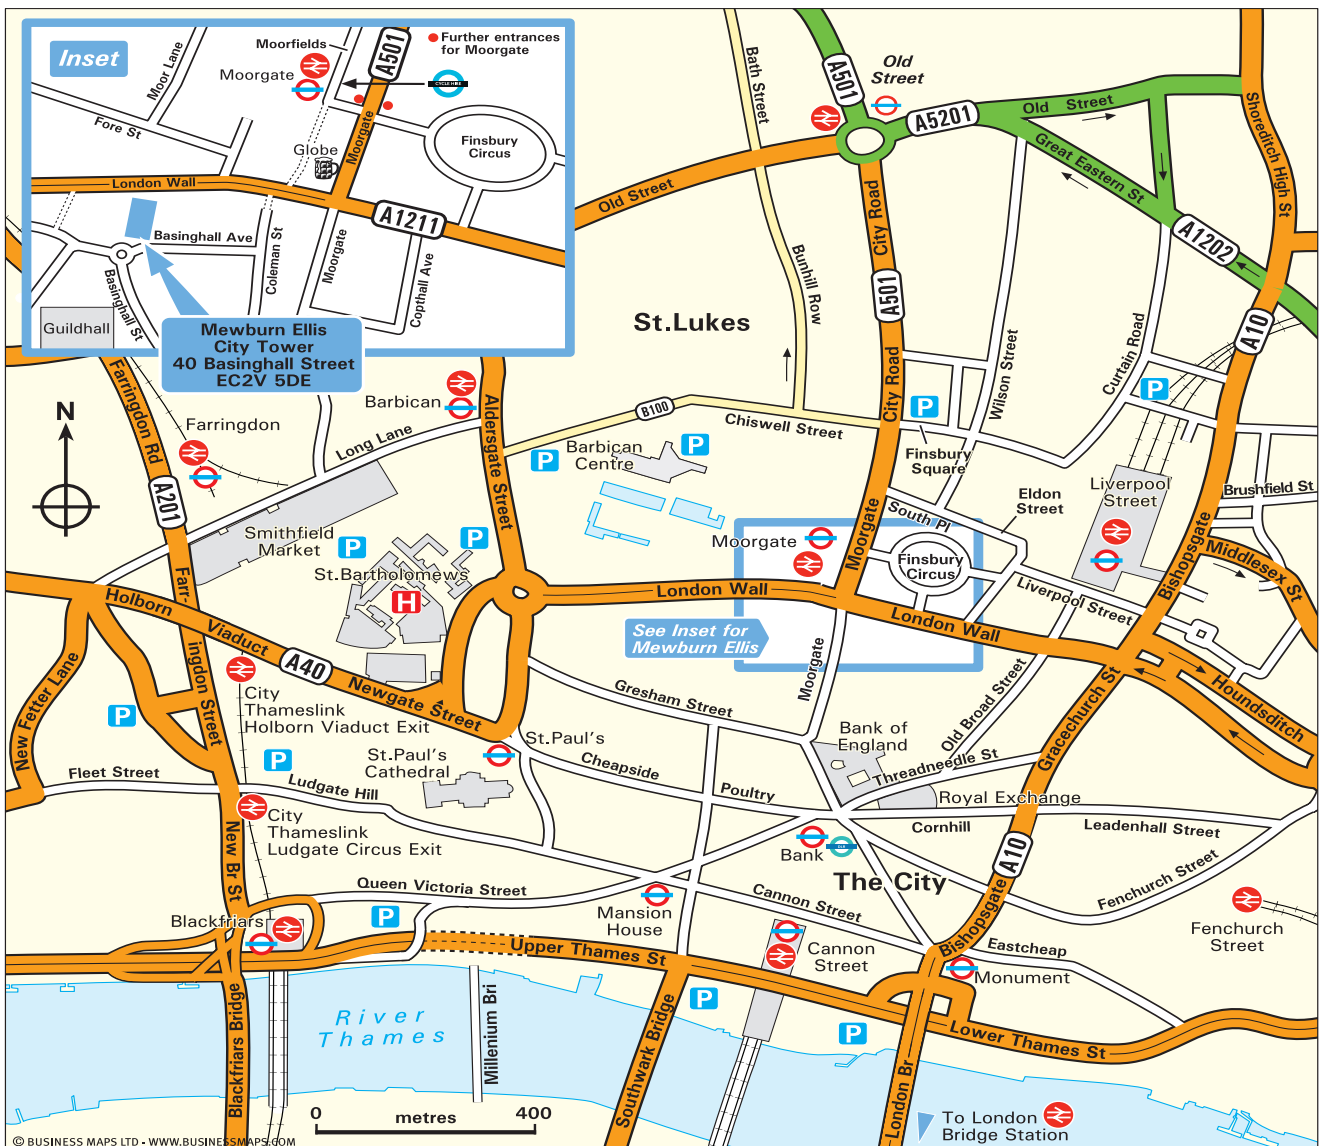 Inset
Moorfields
Moorgate
A501
Further entrances
for Moorgate
CYCLE HIRE
Moor Lane
Fore St
Globe
Moorgate
Finsbury
Circus
London Wall
A1211
Basinghall Ave
Coleman St
Moorgate
Copthall Ave
Basinghall St
Guildhall
Mewburn Ellis
City Tower
40 Basinghall Street
EC2V 5DE
Bath Street
A501
Old
Street
A5201
Old Street
Great Eastern St
Shoreditch High St
Old Street
City Road
A1202
Bunhill Row
A501
St.Lukes
Wilson Street
Curtain Road
A10
City Road
N
Farringdon Rd
Farringdon
Barbican
Long Lane
Aldersgate Street
B100
Chiswell Street
P
P
Barbican
Centre
P
P
Finsbury
Square
Liverpool
Street
Eldon
Street
Brushfield St
A201
Smithfield
Market
P
P
St.Bartholomews
H
Moorgate
Moorgate
South Pl
Finsbury
Circus
Bishopsgate
Middlesex St
Liverpool Street
Holborn
Viaduct
Farr-
ingdon Street
London Wall
London Wall
See Inset for
Mewburn Ellis
Moorgate
A40
Newgate Street
New Fetter Lane
P
City
Thameslink
Holborn Viaduct Exit
Gresham Street
Old Broad Street
Gracechurch St
Houndsditch
Bank of
England
Threadneedle St
St.Paul's
St.Paul's
Cathedral
Cheapside
Poultry
Fleet Street
P
Ludgate Hill
Royal Exchange
Cornhill
Leadenhall Street
City
Thameslink
Ludgate Circus Exit
New Br St
Bank
DLR
The City
A10
Fenchurch Street
Queen Victoria Street
P
Mansion
House
Cannon Street
Bishopsgate
Fenchurch
Street
Blackfriars
Upper Thames St
Cannon
Street
Eastcheap
Monument
P
P
Lower Thames St
River
Thames
Blackfriars Bridge
Millenium Bri
Southwark Bridge
London Br
0 metres 400
To London
Bridge Station
© BUSINESS MAPS LTD - WWW.BUSINESSMAPS.COM